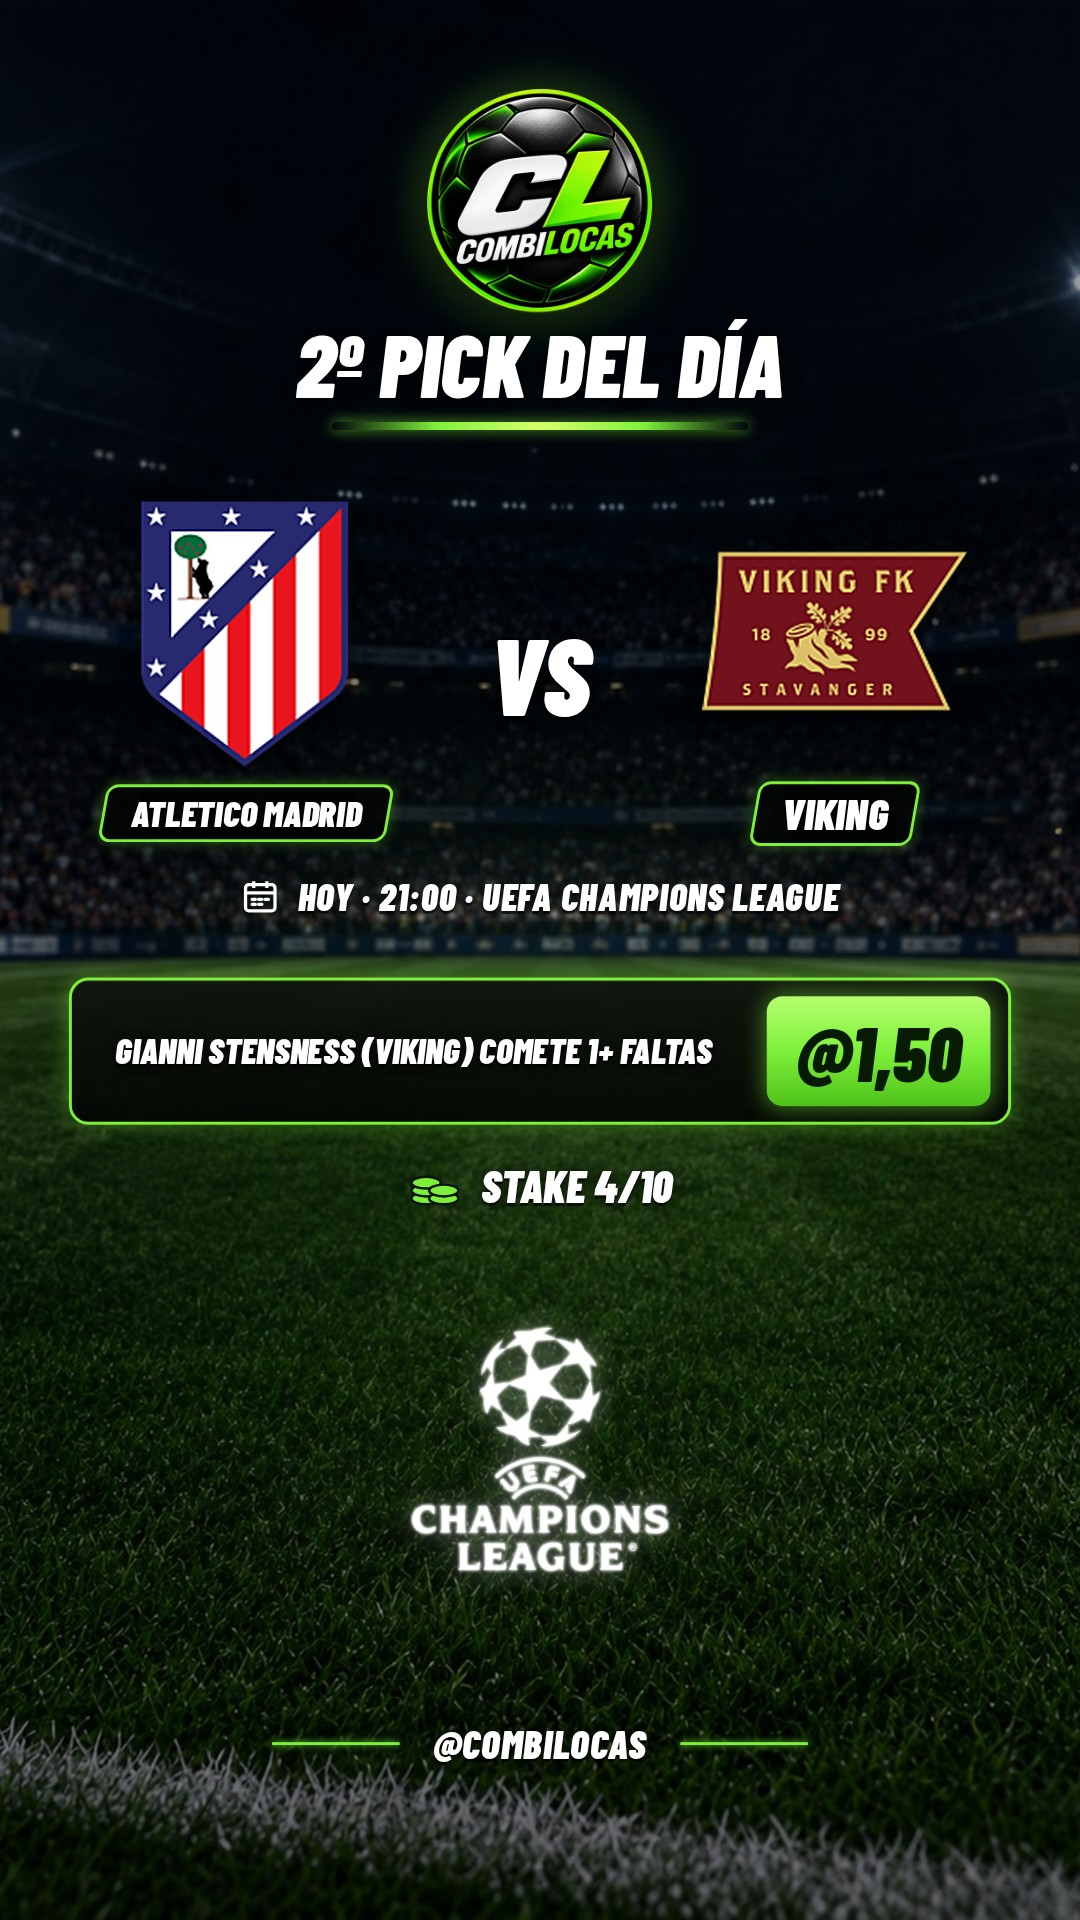 CL
COMBILOCAS
2º PICK DEL DÍA
VIKING FK
18 99
STAVANGER
VS
ATLETICO MADRID
VIKING
HOY · 21:00 · UEFA CHAMPIONS LEAGUE
GIANNI STENSNESS (VIKING) COMETE 1+ FALTAS
@1,50
STAKE 4/10
UEFA
CHAMPIONS
LEAGUE®
@COMBILOCAS